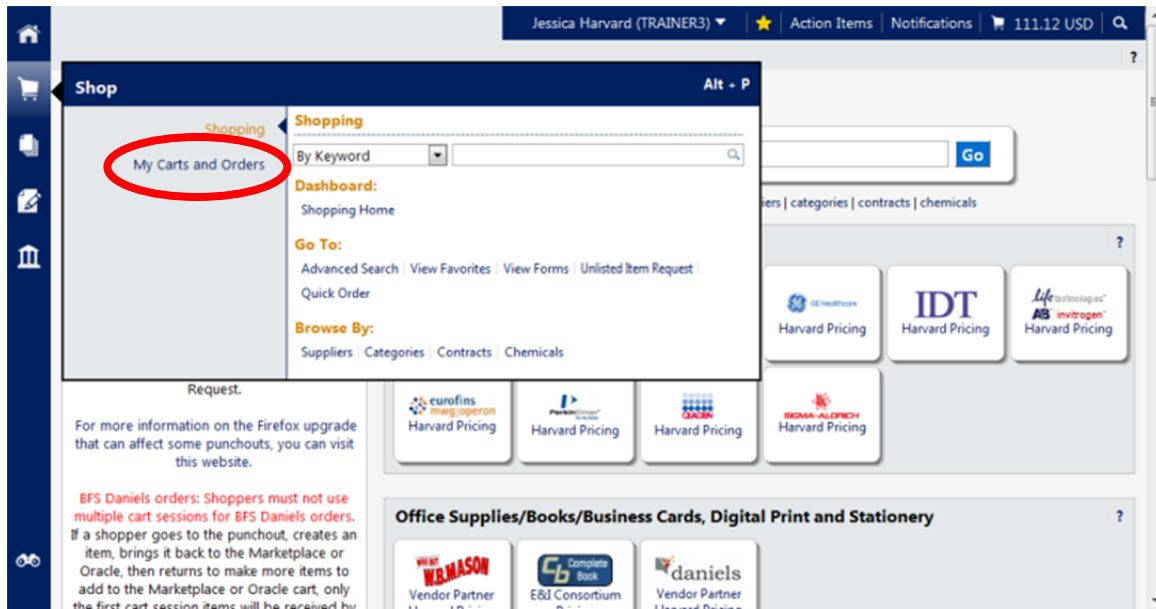 Jessica Harvard (TRAINER3) Action Items Notifications 111.12 USD
?
Shop Alt + P
Shopping
My Carts and Orders
Shopping
By Keyword
Dashboard:
Shopping Home
Go To:
Advanced Search View Favorites View Forms Unlisted Item Request
Quick Order
Browse By:
Suppliers Categories Contracts Chemicals
Go
| categories | contracts | chemicals
?
GE Healthcare
Harvard Pricing
IDT
Harvard Pricing
life technologies
AB invitrogen
Harvard Pricing
eurofins
mwg|operon
Harvard Pricing
PerkinElmer
Harvard Pricing
QIAGEN
Harvard Pricing
SIGMA-ALDRICH
Harvard Pricing
Request.
For more information on the Firefox upgrade
that can affect some punchouts, you can visit
this website.
BFS Daniels orders: Shoppers must not use
multiple cart sessions for BFS Daniels orders.
If a shopper goes to the punchout, creates an
item, brings it back to the Marketplace or
Oracle, then returns to make more items to
add to the Marketplace or Oracle cart, only
the first cart session items will be received by
Office Supplies/Books/Business Cards, Digital Print and Stationery ?
W.B.MASON
Vendor Partner
Cb Complete
Book
E&I Consortium
daniels
Vendor Partner